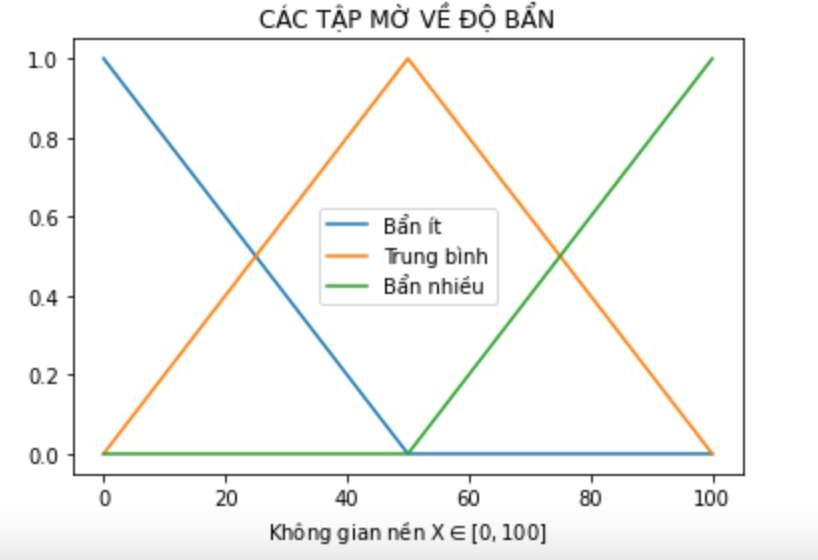 CÁC TẬP MỜ VỀ ĐỘ BẨN
1.0
0.8
0.6
0.4
0.2
0.0
Bẩn ít
Trung bình
Bẩn nhiều
0 20 40 60 80 100
Không gian nền X ∈ [0, 100]